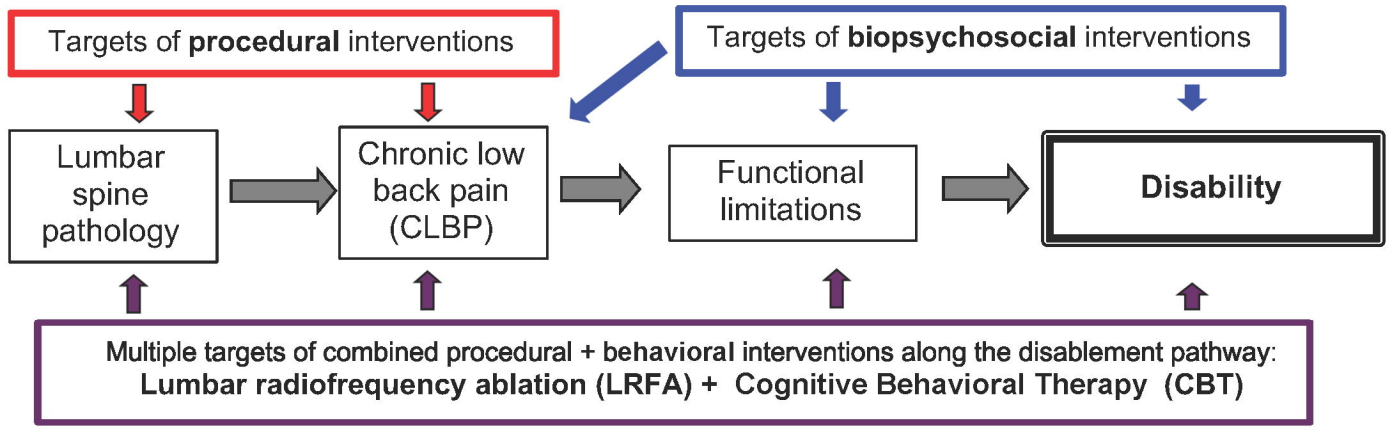 Targets of procedural interventions
Targets of biopsychosocial interventions
Lumbar
spine
pathology
Chronic low
back pain
(CLBP)
Functional
limitations
Disability
Multiple targets of combined procedural + behavioral interventions along the disablement pathway:
Lumbar radiofrequency ablation (LRFA) + Cognitive Behavioral Therapy (CBT)